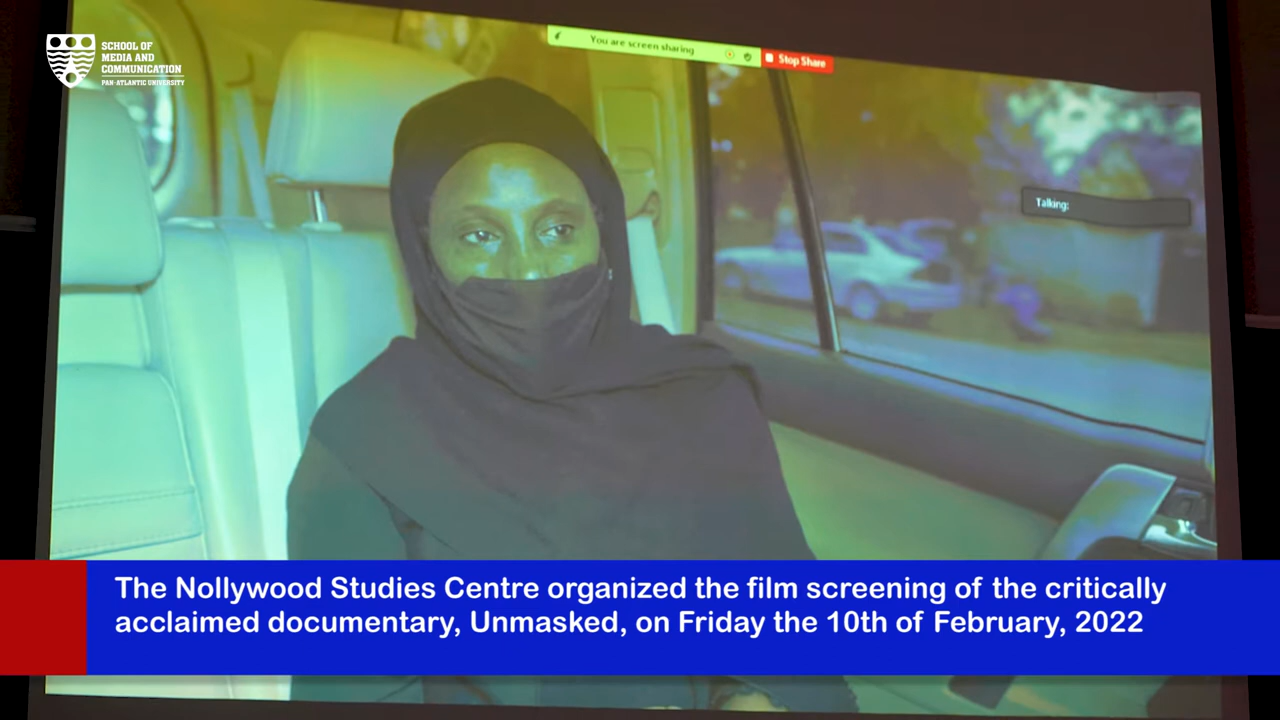 SCHOOL OF
MEDIA AND
COMMUNICATION
PAN-ATLANTIC UNIVERSITY
You are screen sharing
Stop Share
Talking:
The Nollywood Studies Centre organized the film screening of the critically
acclaimed documentary, Unmasked, on Friday the 10th of February, 2022